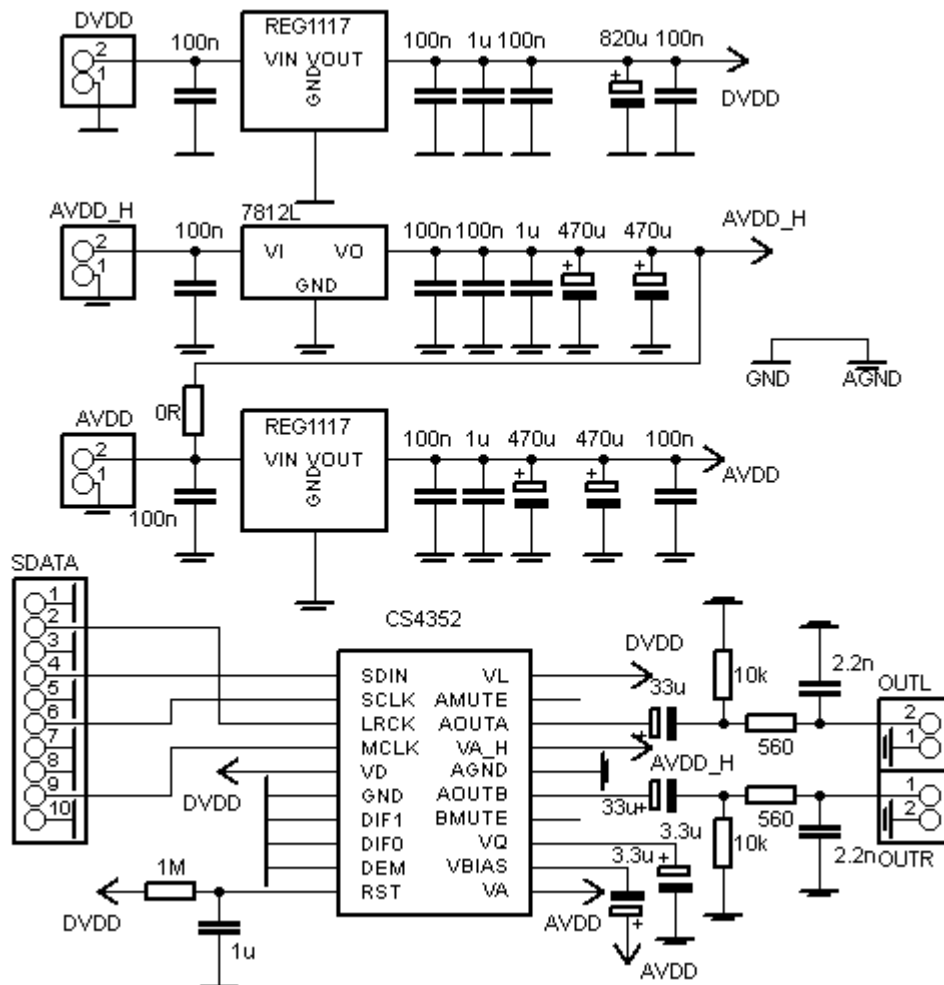 DVDD
2
1
100n
REG1117
VIN VOUT
GND
100n 1u 100n
820u 100n
+
DVDD
AVDD_H
2
1
100n
7812L
VI VO
GND
100n 100n 1u 470u 470u
+ +
AVDD_H
GND AGND
0R
AVDD
2
1
100n
REG1117
VIN VOUT
GND
100n 1u 470u 470u 100n
+ +
AVDD
SDATA
1
2
3
4
5
6
7
8
9
10
CS4352
SDIN VL
SCLK AMUTE
LRCK AOUTA
MCLK VA_H
VD AGND
GND AOUTB
DIF1 BMUTE
DIF0 VQ
DEM VBIAS
RST VA
DVDD
1M
DVDD
1u
DVDD
33u
+
AVDD_H
10k
560
2.2n
OUTL
2
1
33u
+
3.3u
+
3.3u
+
10k
560
2.2n
1
2
OUTR
AVDD
AVDD